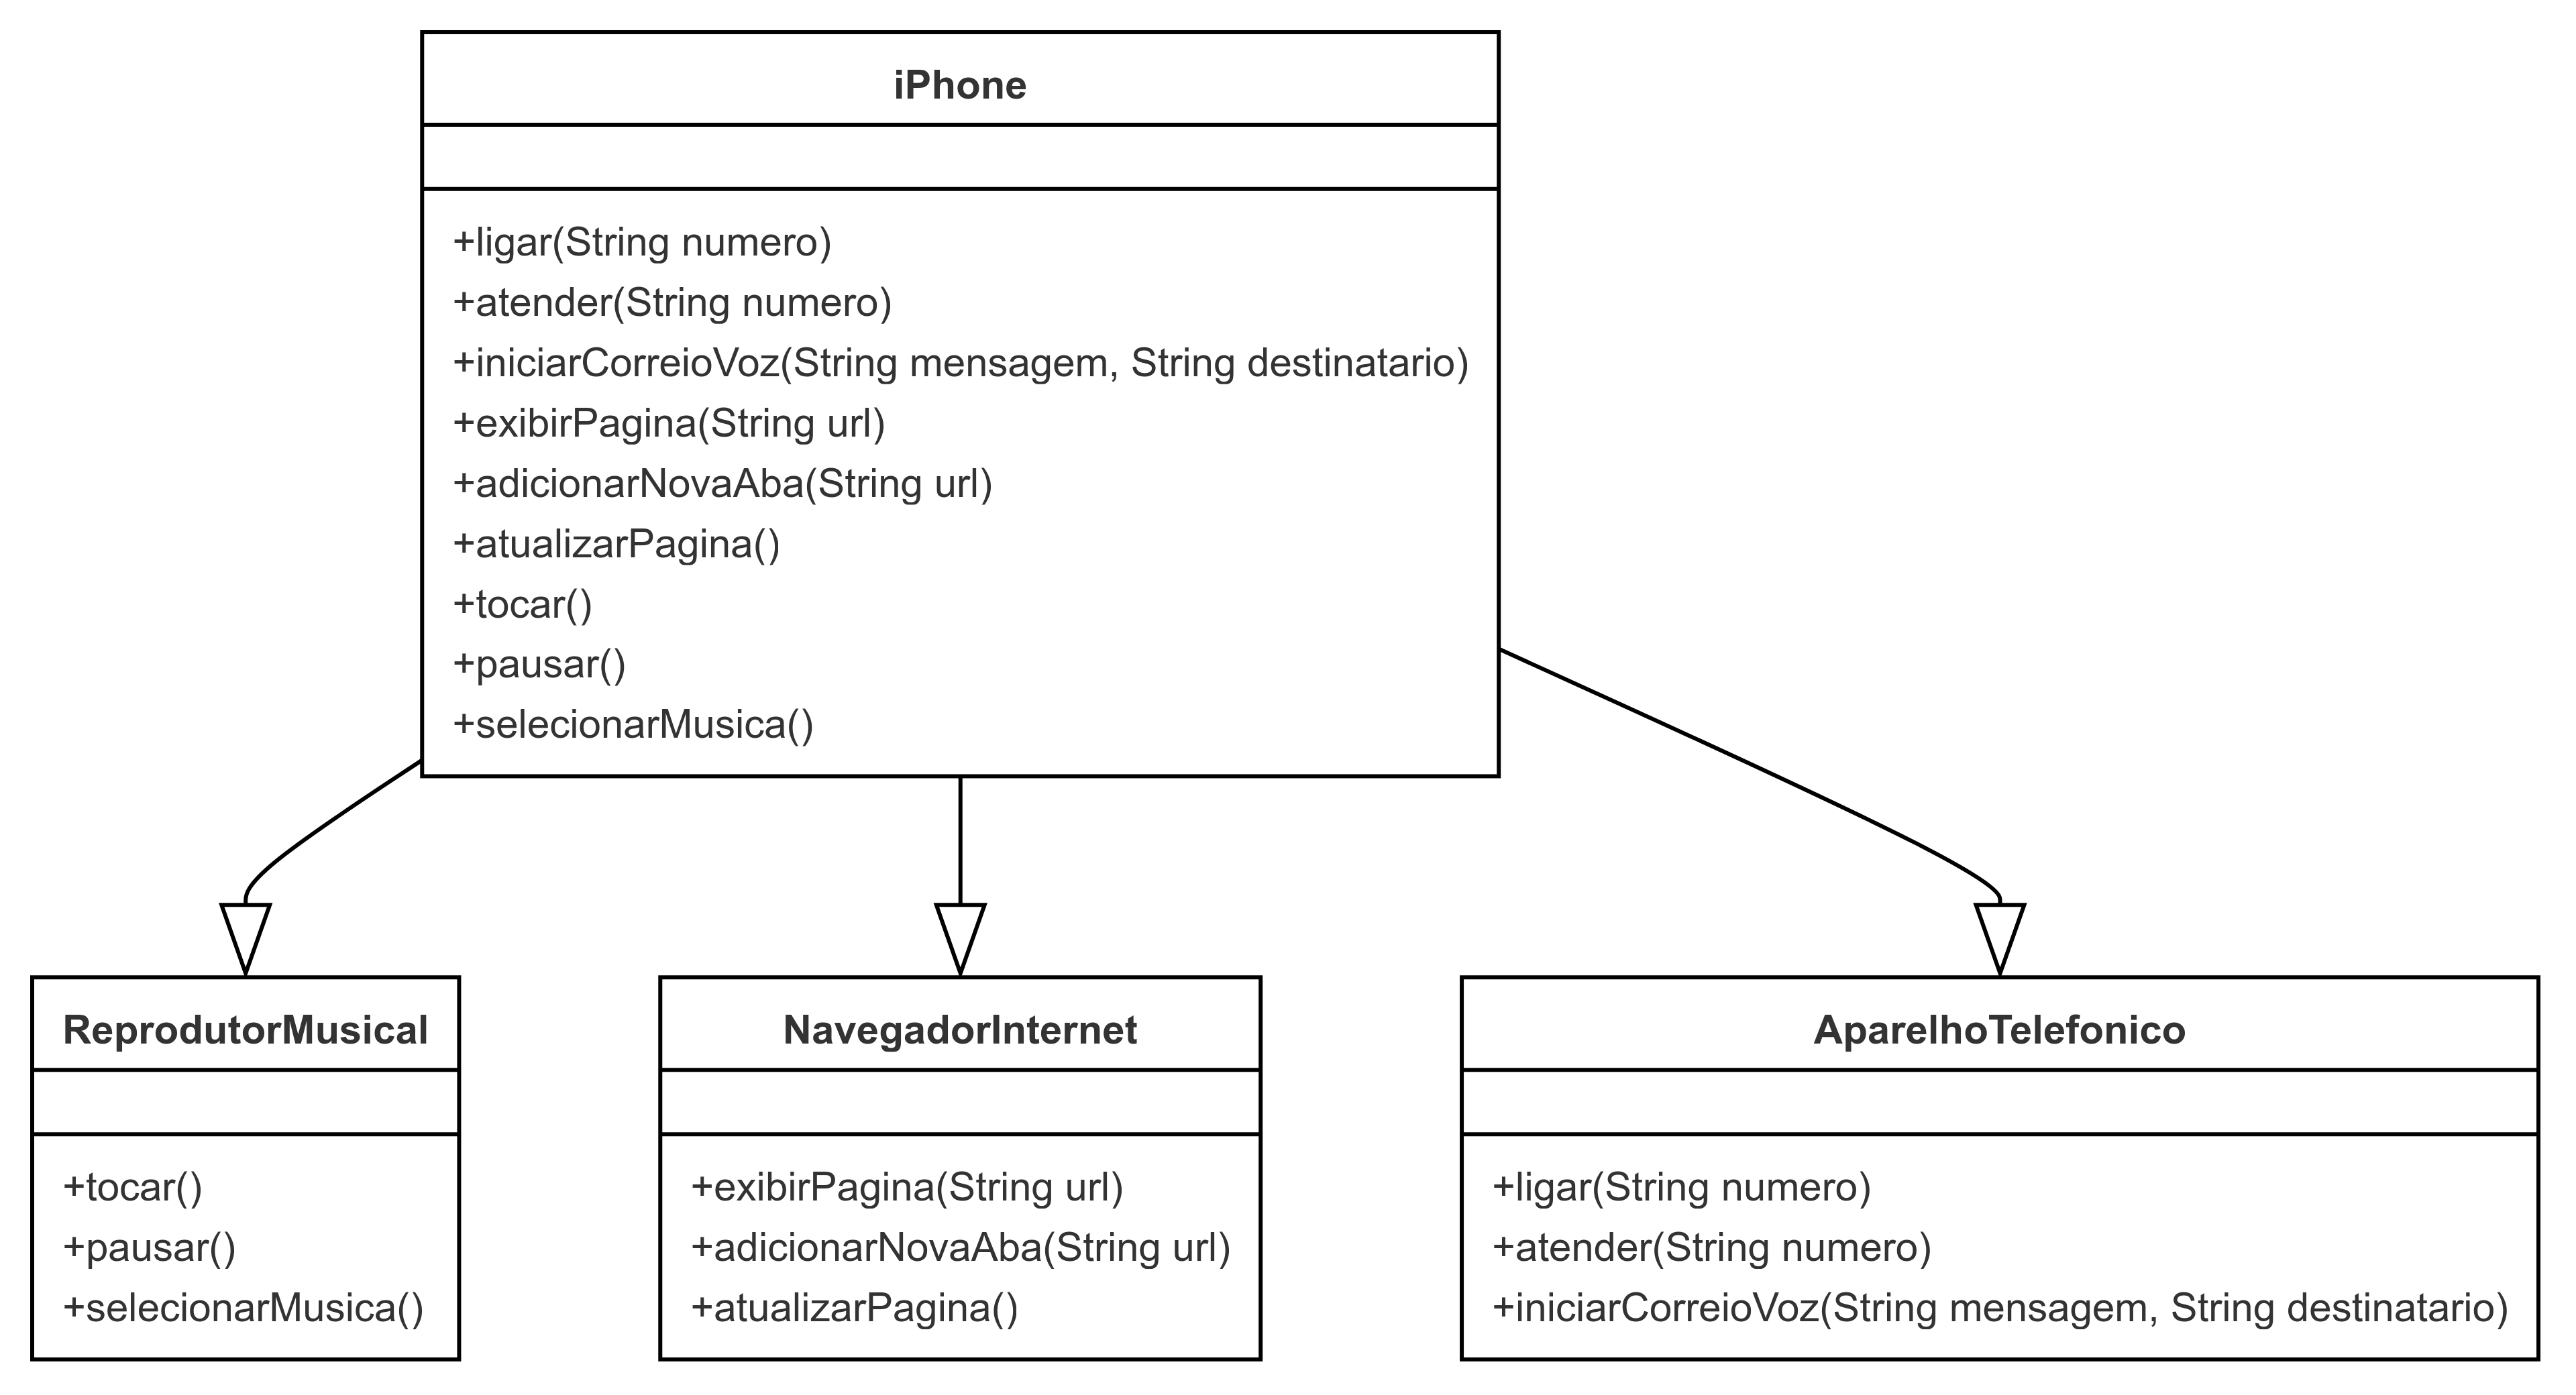 iPhone
+ligar(String numero)
+atender(String numero)
+iniciarCorreioVoz(String mensagem, String destinatario)
+exibirPagina(String url)
+adicionarNovaAba(String url)
+atualizarPagina()
+tocar()
+pausar()
+selecionarMusica()
ReprodutorMusical
+tocar()
+pausar()
+selecionarMusica()
NavegadorInternet
+exibirPagina(String url)
+adicionarNovaAba(String url)
+atualizarPagina()
AparelhoTelefonico
+ligar(String numero)
+atender(String numero)
+iniciarCorreioVoz(String mensagem, String destinatario)